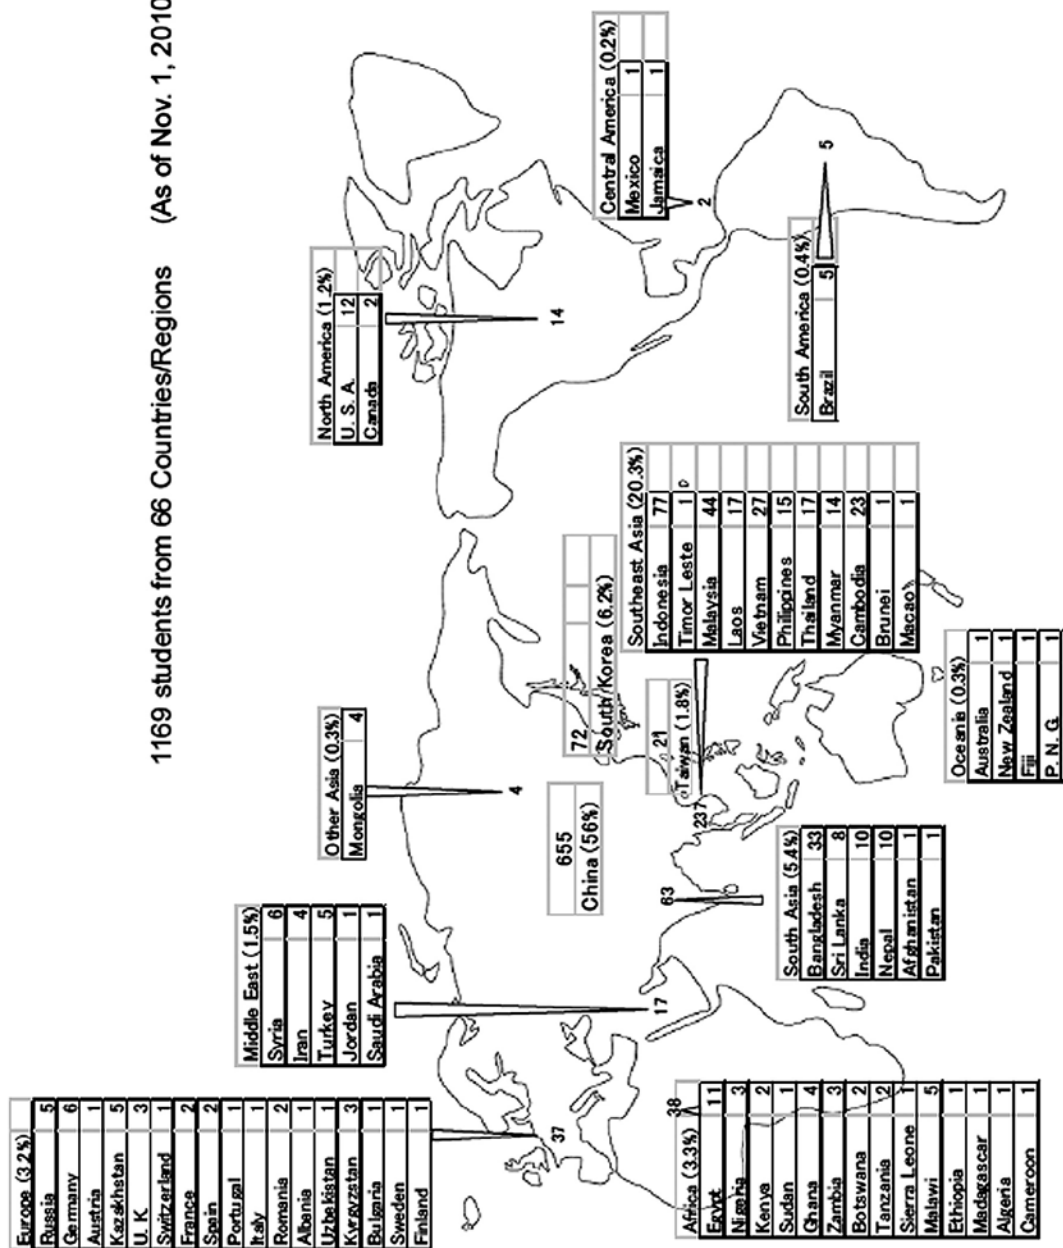 1169 students from 66 Countries/Regions (As of Nov. 1, 2010
Europe (3.2%)
Russia 5
Germany 6
Austria 1
Kazakhstan 5
U. K. 3
Switzerland 1
France 2
Spain 2
Portugal 1
Italy 1
Romania 2
Albania 1
Uzbekistan 1
Kyrgyzstan 3
Bulgaria 1
Sweden 1
Finland 1
37
Middle East (1.5%)
Syria 6
Iran 4
Turkey 5
Jordan 1
Saudi Arabia 1
17
Other Asia (0.3%)
Mongolia 4
4
North America (1.2%)
U. S. A. 12
Canada 2
14
655
China (56%)
72
South Korea (6.2%)
21
Taiwan (1.8%)
237
Southeast Asia (20.3%)
Indonesia 77
Timor Leste 1
Malaysia 44
Laos 17
Vietnam 27
Philippines 15
Thailand 17
Myanmar 14
Cambodia 23
Brunei 1
Macao 1
Central America (0.2%)
Mexico 1
Jamaica 1
2
South America (0.4%)
Brazil 5
5
38
Africa (3.3%)
Egypt 11
Nigeria 3
Kenya 2
Sudan 1
Ghana 4
Zambia 3
Botswana 2
Tanzania 2
Sierra Leone 1
Malawi 5
Ethiopia 1
Madagascar 1
Algeria 1
Cameroon 1
63
South Asia (5.4%)
Bangladesh 33
Sri Lanka 8
India 10
Nepal 10
Afghanistan 1
Pakistan 1
Oceania (0.3%)
Australia 1
New Zealand 1
Fiji 1
P. N. G. 1